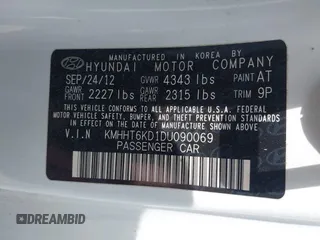 MANUFACTURED IN KOREA BY
HYUNDAI MOTOR COMPANY
SEP/24/12 GVWR 4343 lbs PAINT AT
GAWR FRONT 2227 lbs GAWR REAR 2315 lbs TRIM 9P
THIS VEHICLE CONFORMS TO ALL APPLICABLE U.S.A. FEDERAL
MOTOR VEHICLE SAFETY, BUMPER, AND THEFT PREVENTION
STANDARDS IN EFFECT ON THE DATE OF MANUFACTURE
SHOWN ABOVE.
V.I.N KMHHT6KD1DU090069
PASSENGER CAR
DREAMBID